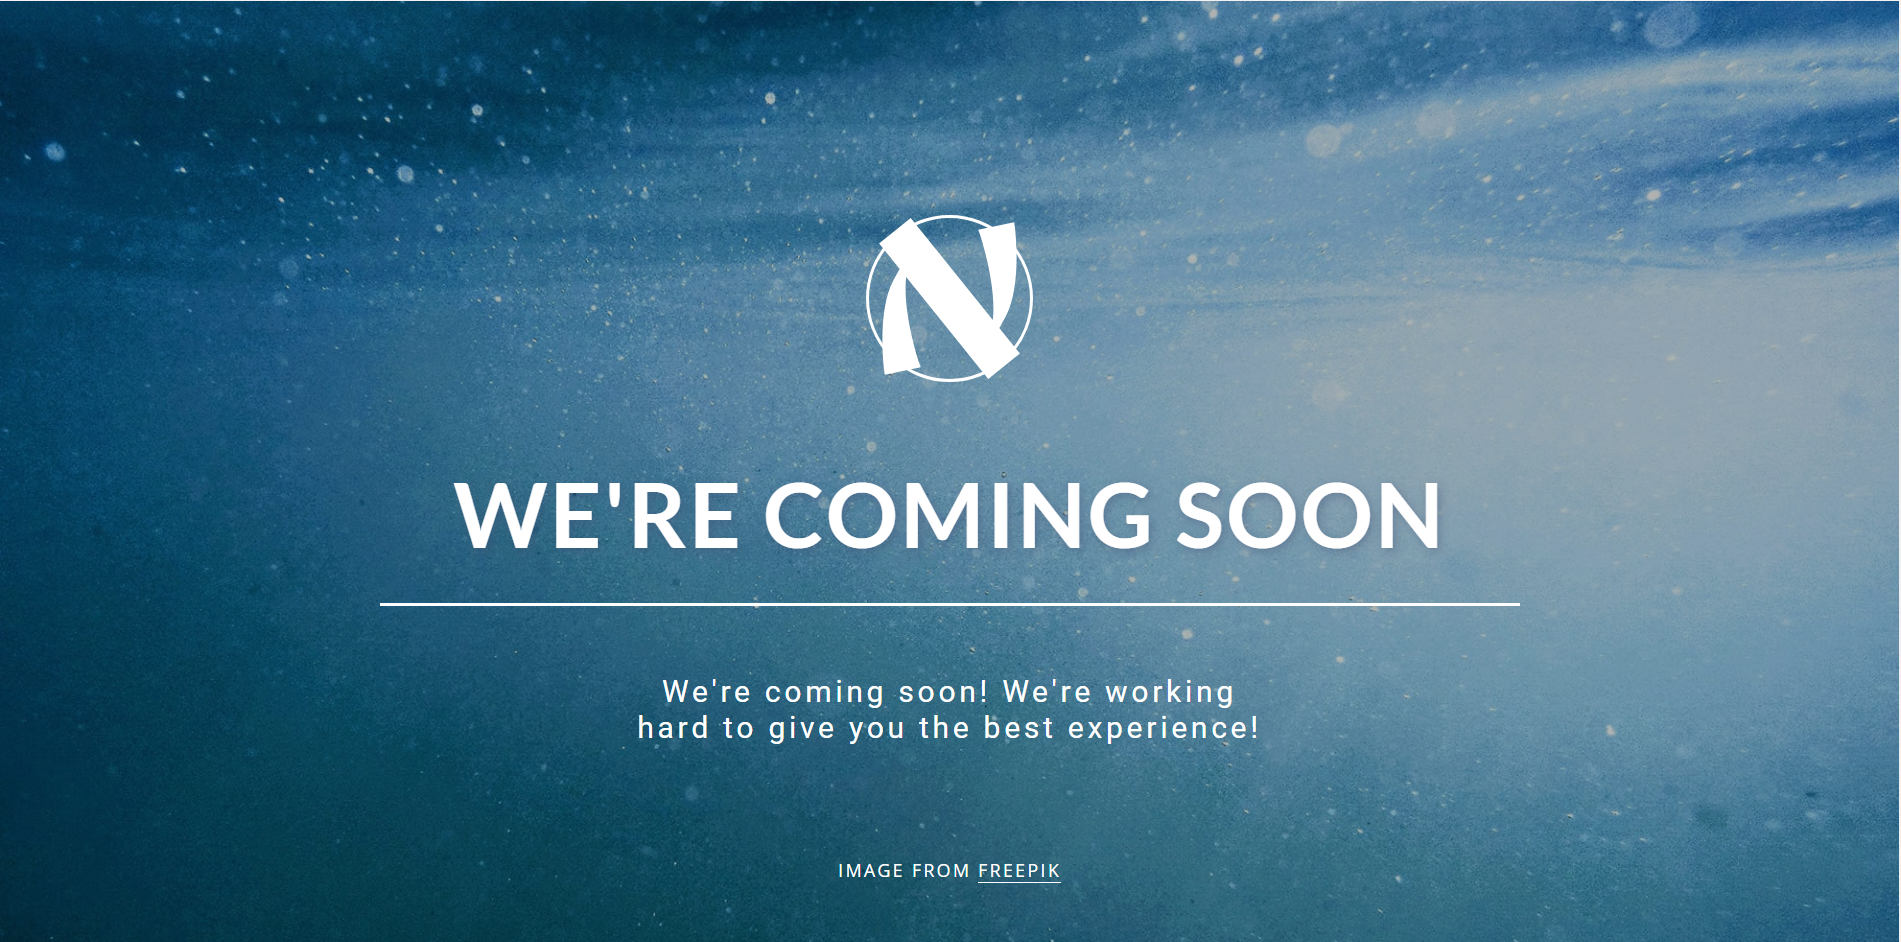 N
WE'RE COMING SOON
We're coming soon! We're working
hard to give you the best experience!
IMAGE FROM FREEPIK